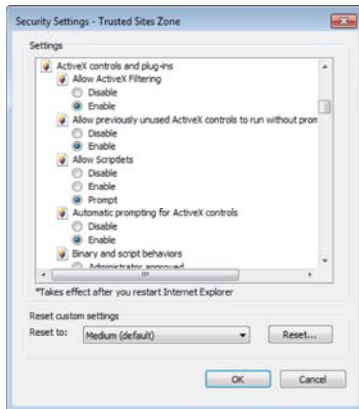 Security Settings - Trusted Sites Zone
Settings
ActiveX controls and plug-ins
Allow ActiveX Filtering
Disable
Enable
Allow previously unused ActiveX controls to run without pron
Disable
Enable
Allow Scriptlets
Disable
Enable
Prompt
Automatic prompting for ActiveX controls
Disable
Enable
Binary and script behaviors
Administrator approved
*Takes effect after you restart Internet Explorer
Reset custom settings
Reset to: Medium (default) Reset...
OK Cancel